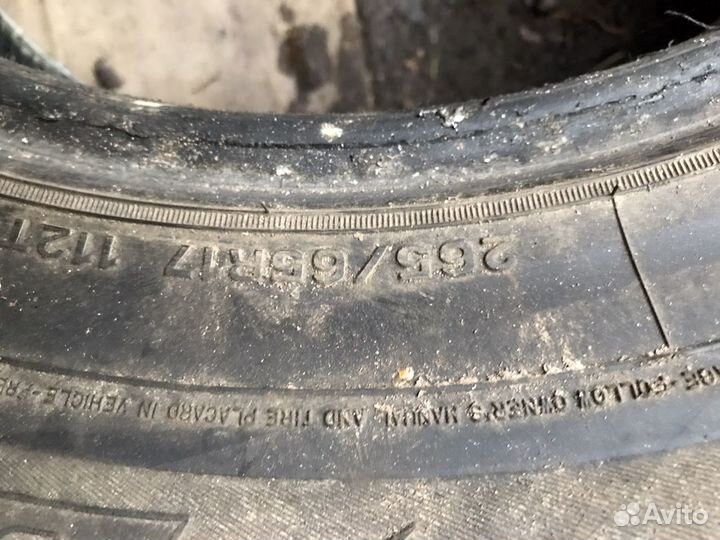 265/65R17 112T
FOLLOW OWNER'S MANUAL AND TIRE PLACARD IN VEHICLE-
Avito